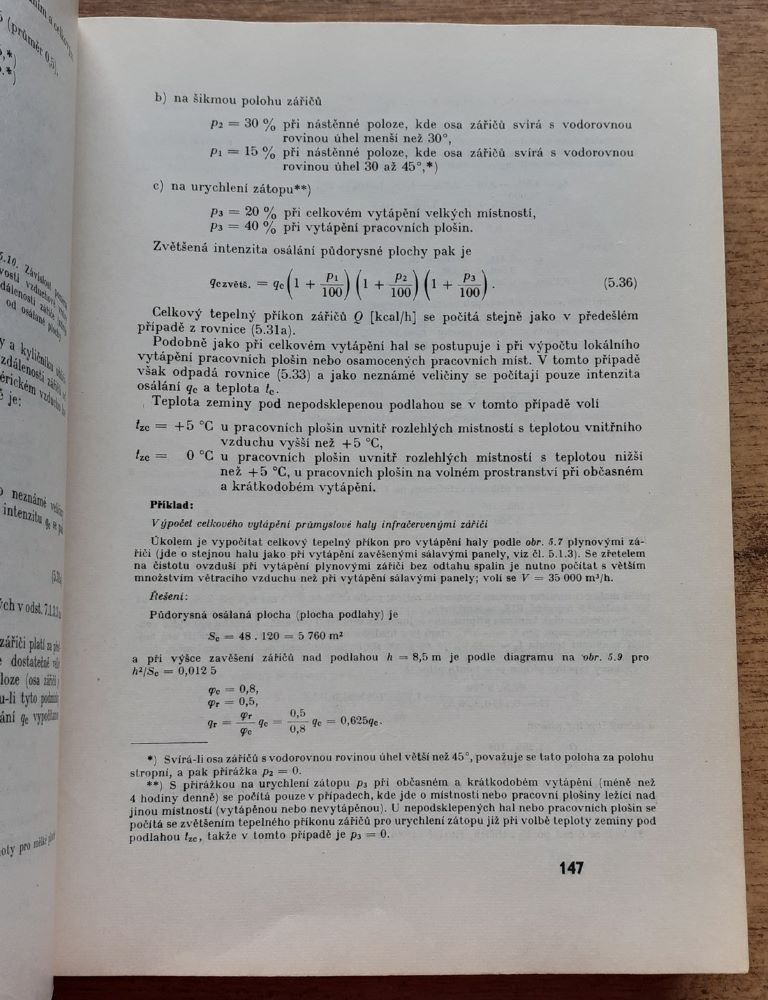 b) na šikmou polohu zářičů
p₂ = 30 % při nástěnné poloze, kde osa zářičů svírá s vodorovnou
rovinou úhel menší než 30°,
p₁ = 15 % při nástěnné poloze, kde osa zářičů svírá s vodorovnou
rovinou úhel 30 až 45°,*)
c) na urychlení zátopu**)
p₃ = 20 % při celkovém vytápění velkých místností,
p₃ = 40 % při vytápění pracovních plošin.
Zvětšená intenzita osálání půdorysné plochy pak je
qczvětš. = qc (1 + p₁/100) (1 + p₂/100) (1 + p₃/100) . (5.36)
Celkový tepelný příkon zářičů Q [kcal/h] se počítá stejně jako v předešlém
případě z rovnice (5.31a).
Podobně jako při celkovém vytápění hal se postupuje i při výpočtu lokálního
vytápění pracovních plošin nebo osamocených pracovních míst. V tomto případě
však odpadá rovnice (5.33) a jako neznámé veličiny se počítají pouze intenzita
osálání qc a teplota tc.
Teplota zeminy pod nepodsklepenou podlahou se v tomto případě volí
tzc = +5 °C u pracovních plošin uvnitř rozlehlých místností s teplotou vnitřního
vzduchu vyšší než +5 °C,
tzc = 0 °C u pracovních plošin uvnitř rozlehlých místností s teplotou nižší
než +5 °C, u pracovních plošin na volném prostranství při občasném
a krátkodobém vytápění.
Příklad:
Výpočet celkového vytápění průmyslové haly infračervenými zářiči
Úkolem je vypočítat celkový tepelný příkon pro vytápění haly podle obr. 5.7 plynovými zá-
řiči (jde o stejnou halu jako při vytápění zavěšenými sálavými panely, viz čl. 5.1.3). Se zřetelem
na čistotu ovzduší při vytápění plynovými zářiči bez odtahu spalin je nutno počítat s větším
množstvím větracího vzduchu než při vytápění sálavými panely; volí se V = 35 000 m³/h.
Řešení:
Půdorysná osálaná plocha (plocha podlahy) je
Sc = 48 . 120 = 5 760 m²
a při výšce zavěšení zářičů nad podlahou h = 8,5 m je podle diagramu na obr. 5.9 pro
h²/Sc = 0,012 5
φc = 0,8,
φr = 0,5,
qr = φr/φc qc = 0,5/0,8 qc = 0,625qc.
*) Svírá-li osa zářičů s vodorovnou rovinou úhel větší než 45°, považuje se tato poloha za polohu
stropní, a pak přirážka p₂ = 0.
**) S přirážkou na urychlení zátopu p₃ při občasném a krátkodobém vytápění (méně než
4 hodiny denně) se počítá pouze v případech, kde jde o místnosti nebo pracovní plošiny ležící nad
jinou místností (vytápěnou nebo nevytápěnou). U nepodsklepených hal nebo pracovních plošin se
počítá se zvětšením tepelného příkonu zářičů pro urychlení zátopu již při volbě teploty zeminy pod
podlahou tzc, takže v tomto případě je p₃ = 0.
147